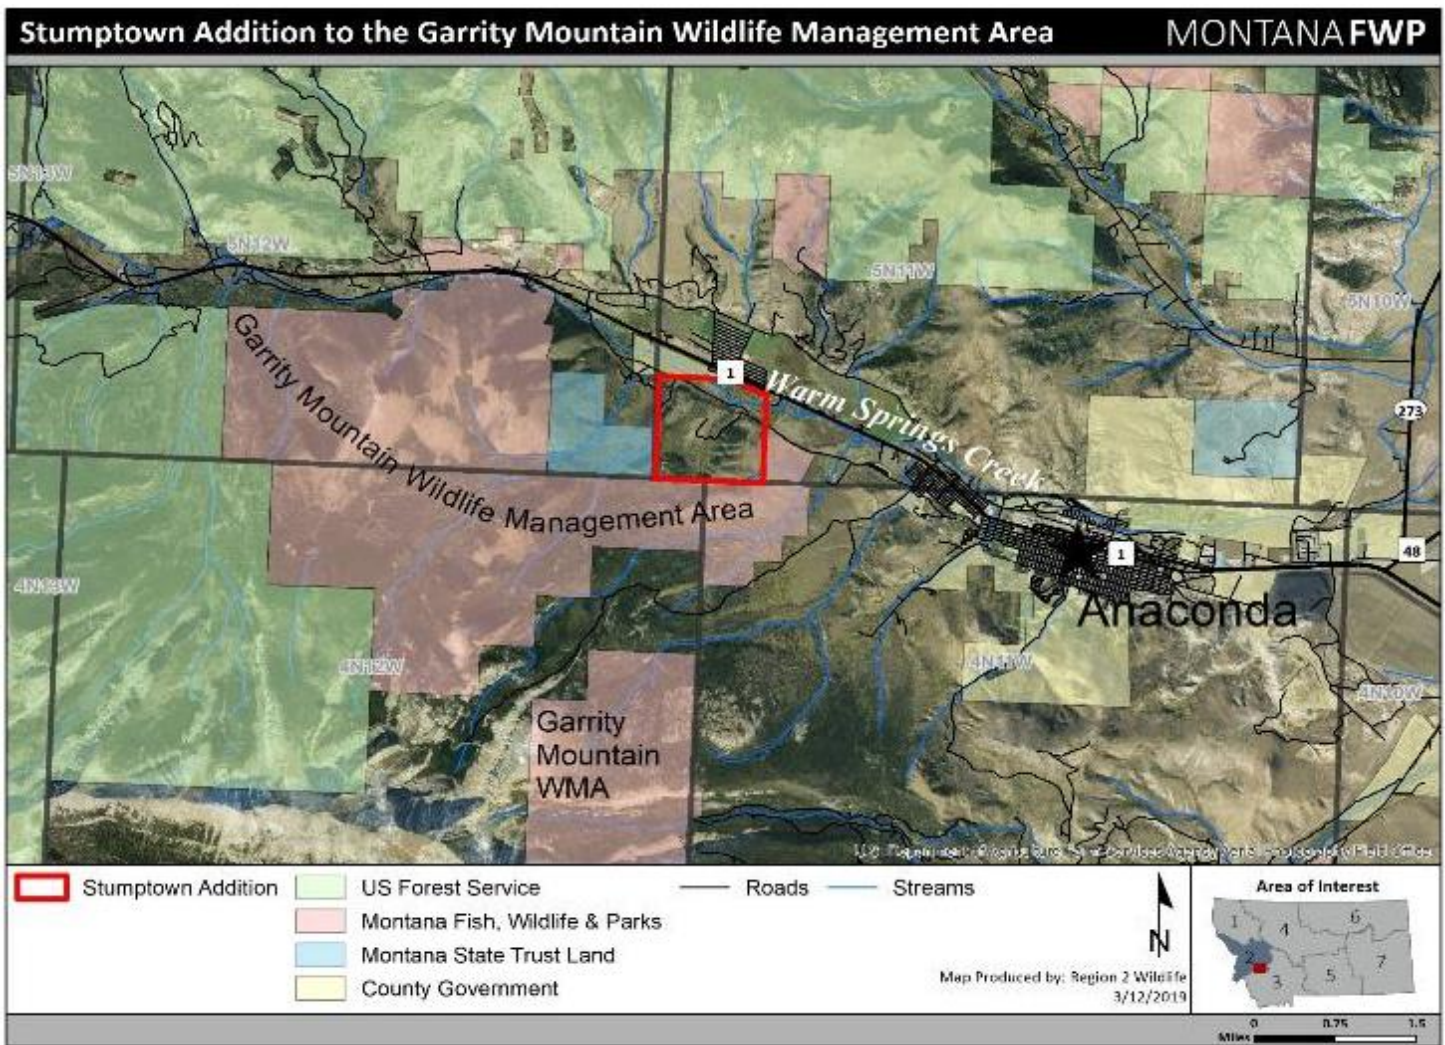 Stumptown Addition to the Garrity Mountain Wildlife Management Area
MONTANA FWP
5N13W
5N12W
5N11W
5N10W
Garrity Mountain Wildlife Management Area
1
Warm Springs Creek
273
1
48
Anaconda
4N13W
4N12W
4N11W
4N10W
Garrity
Mountain
WMA
Stumptown Addition
US Forest Service
Montana Fish, Wildlife & Parks
Montana State Trust Land
County Government
Roads
Streams
N
Map Produced by: Region 2 Wildlife
3/12/2019
Area of Interest
1
4
6
2
3
5
7
0 0.75 1.5
Miles